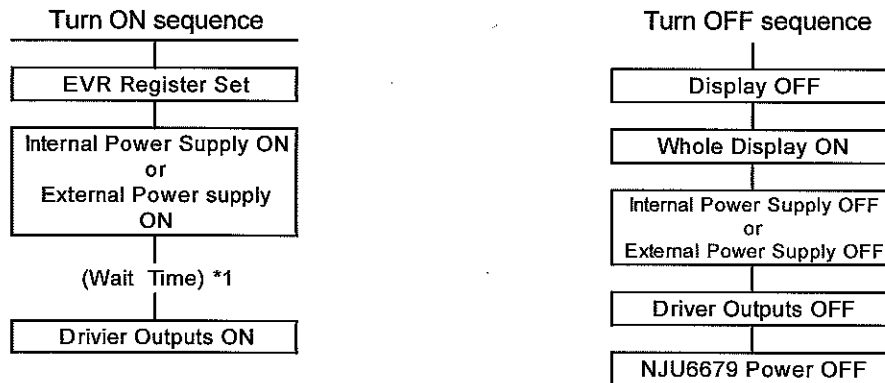 Turn ON sequence
EVR Register Set
Internal Power Supply ON
or
External Power supply
ON
(Wait Time) *1
Drivier Outputs ON
Turn OFF sequence
Display OFF
Whole Display ON
Internal Power Supply OFF
or
External Power Supply OFF
Driver Outputs OFF
NJU6679 Power OFF